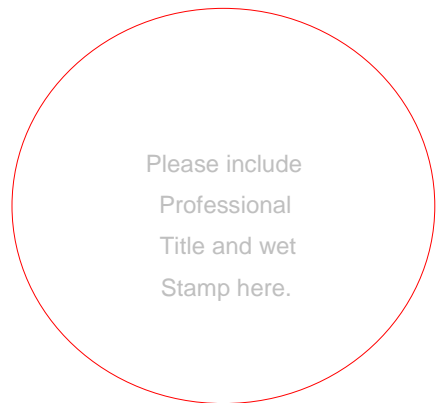 Please include
Professional
Title and wet
Stamp here.